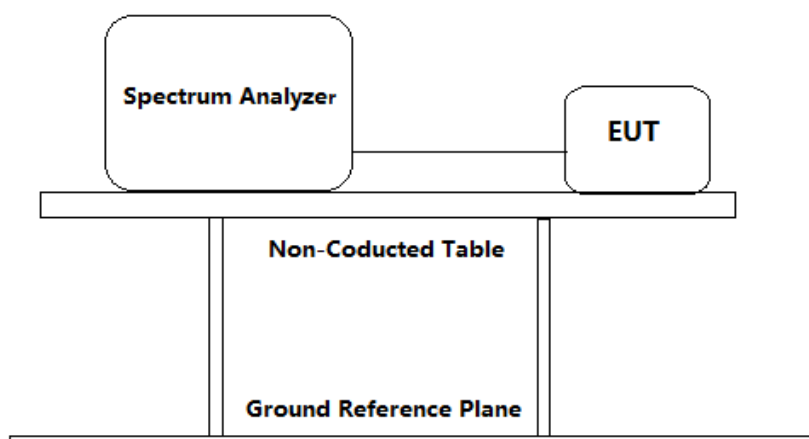 Spectrum Analyzer
EUT
Non-Coducted Table
Ground Reference Plane